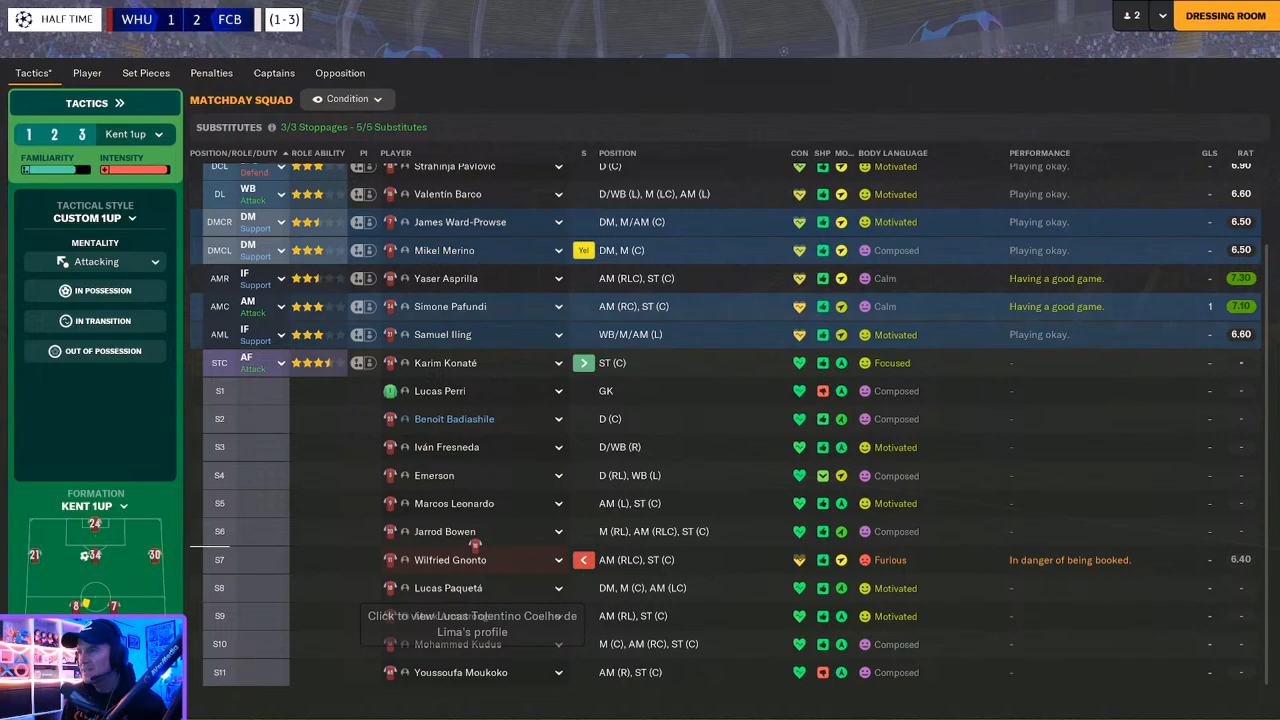 HALF TIME WHU 1 2 FCB (1-3) 2 DRESSING ROOM
Tactics* Player Set Pieces Penalties Captains Opposition
TACTICS
1 2 3 Kent 1up
FAMILIARITY INTENSITY
TACTICAL STYLE
CUSTOM 1UP
MENTALITY
Attacking
IN POSSESSION
IN TRANSITION
OUT OF POSSESSION
FORMATION
KENT 1UP
24
21 34 30
8 7
MATCHDAY SQUAD Condition
SUBSTITUTES 3/3 Stoppages - 5/5 Substitutes
POSITION/ROLE/DUTY ROLE ABILITY PI PLAYER S POSITION CON SHP MO... BODY LANGUAGE PERFORMANCE GLS RAT
DCL Defend Strahinja Pavlović D (C) Motivated Playing okay. - 6.90
DL WB Attack Valentín Barco D/WB (L), M (LC), AM (L) Motivated Playing okay. - 6.60
DMCR DM Support James Ward-Prowse DM, M/AM (C) Motivated Playing okay. - 6.50
DMCL DM Support Mikel Merino Yel DM, M (C) Composed Playing okay. - 6.50
AMR IF Support Yaser Asprilla AM (RLC), ST (C) Calm Having a good game. - 7.30
AMC AM Attack Simone Pafundi AM (RC), ST (C) Calm Having a good game. 1 7.10
AML IF Support Samuel Iling WB/M/AM (L) Motivated Playing okay. - 6.60
STC AF Attack Karim Konaté ST (C) Focused - - -
S1 Lucas Perri GK Composed - - -
S2 Benoît Badiashile D (C) Composed - - -
S3 Iván Fresneda D/WB (R) Motivated - - -
S4 Emerson D (RL), WB (L) Composed - - -
S5 Marcos Leonardo AM (L), ST (C) Motivated - - -
S6 Jarrod Bowen M (RL), AM (RLC), ST (C) Composed - - -
S7 Wilfried Gnonto AM (RLC), ST (C) Furious In danger of being booked. - 6.40
S8 Lucas Paquetá DM, M (C), AM (LC) Motivated - - -
S9 AM (RL), ST (C) Motivated - - -
Click to view Lucas Tolentino Coelho de
Lima's profile
S10 Mohammed Kudus M (C), AM (RC), ST (C) Composed - - -
S11 Youssoufa Moukoko AM (R), ST (C) Composed - - -